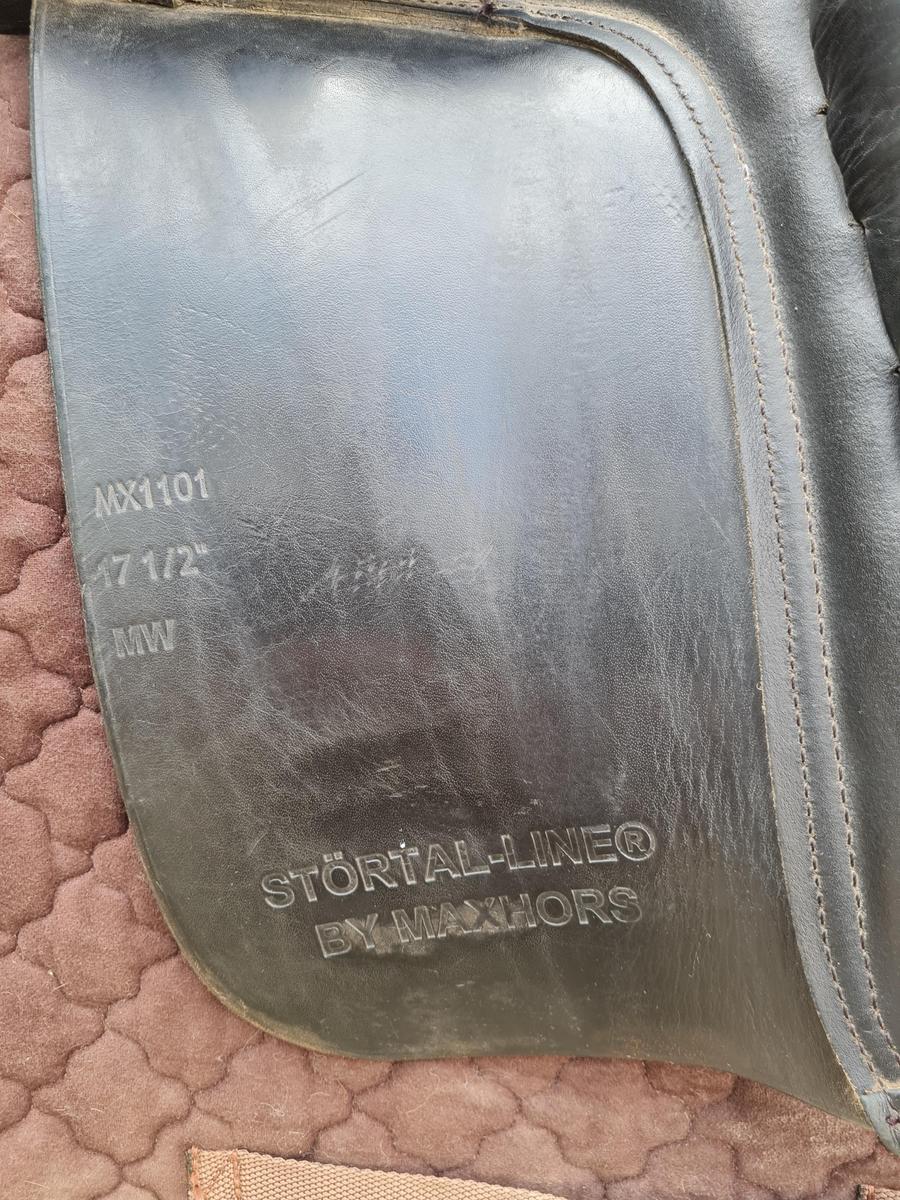 MX1101
17 1/2"
MW
STÖRTAL-LINE®
BY MAXHORS